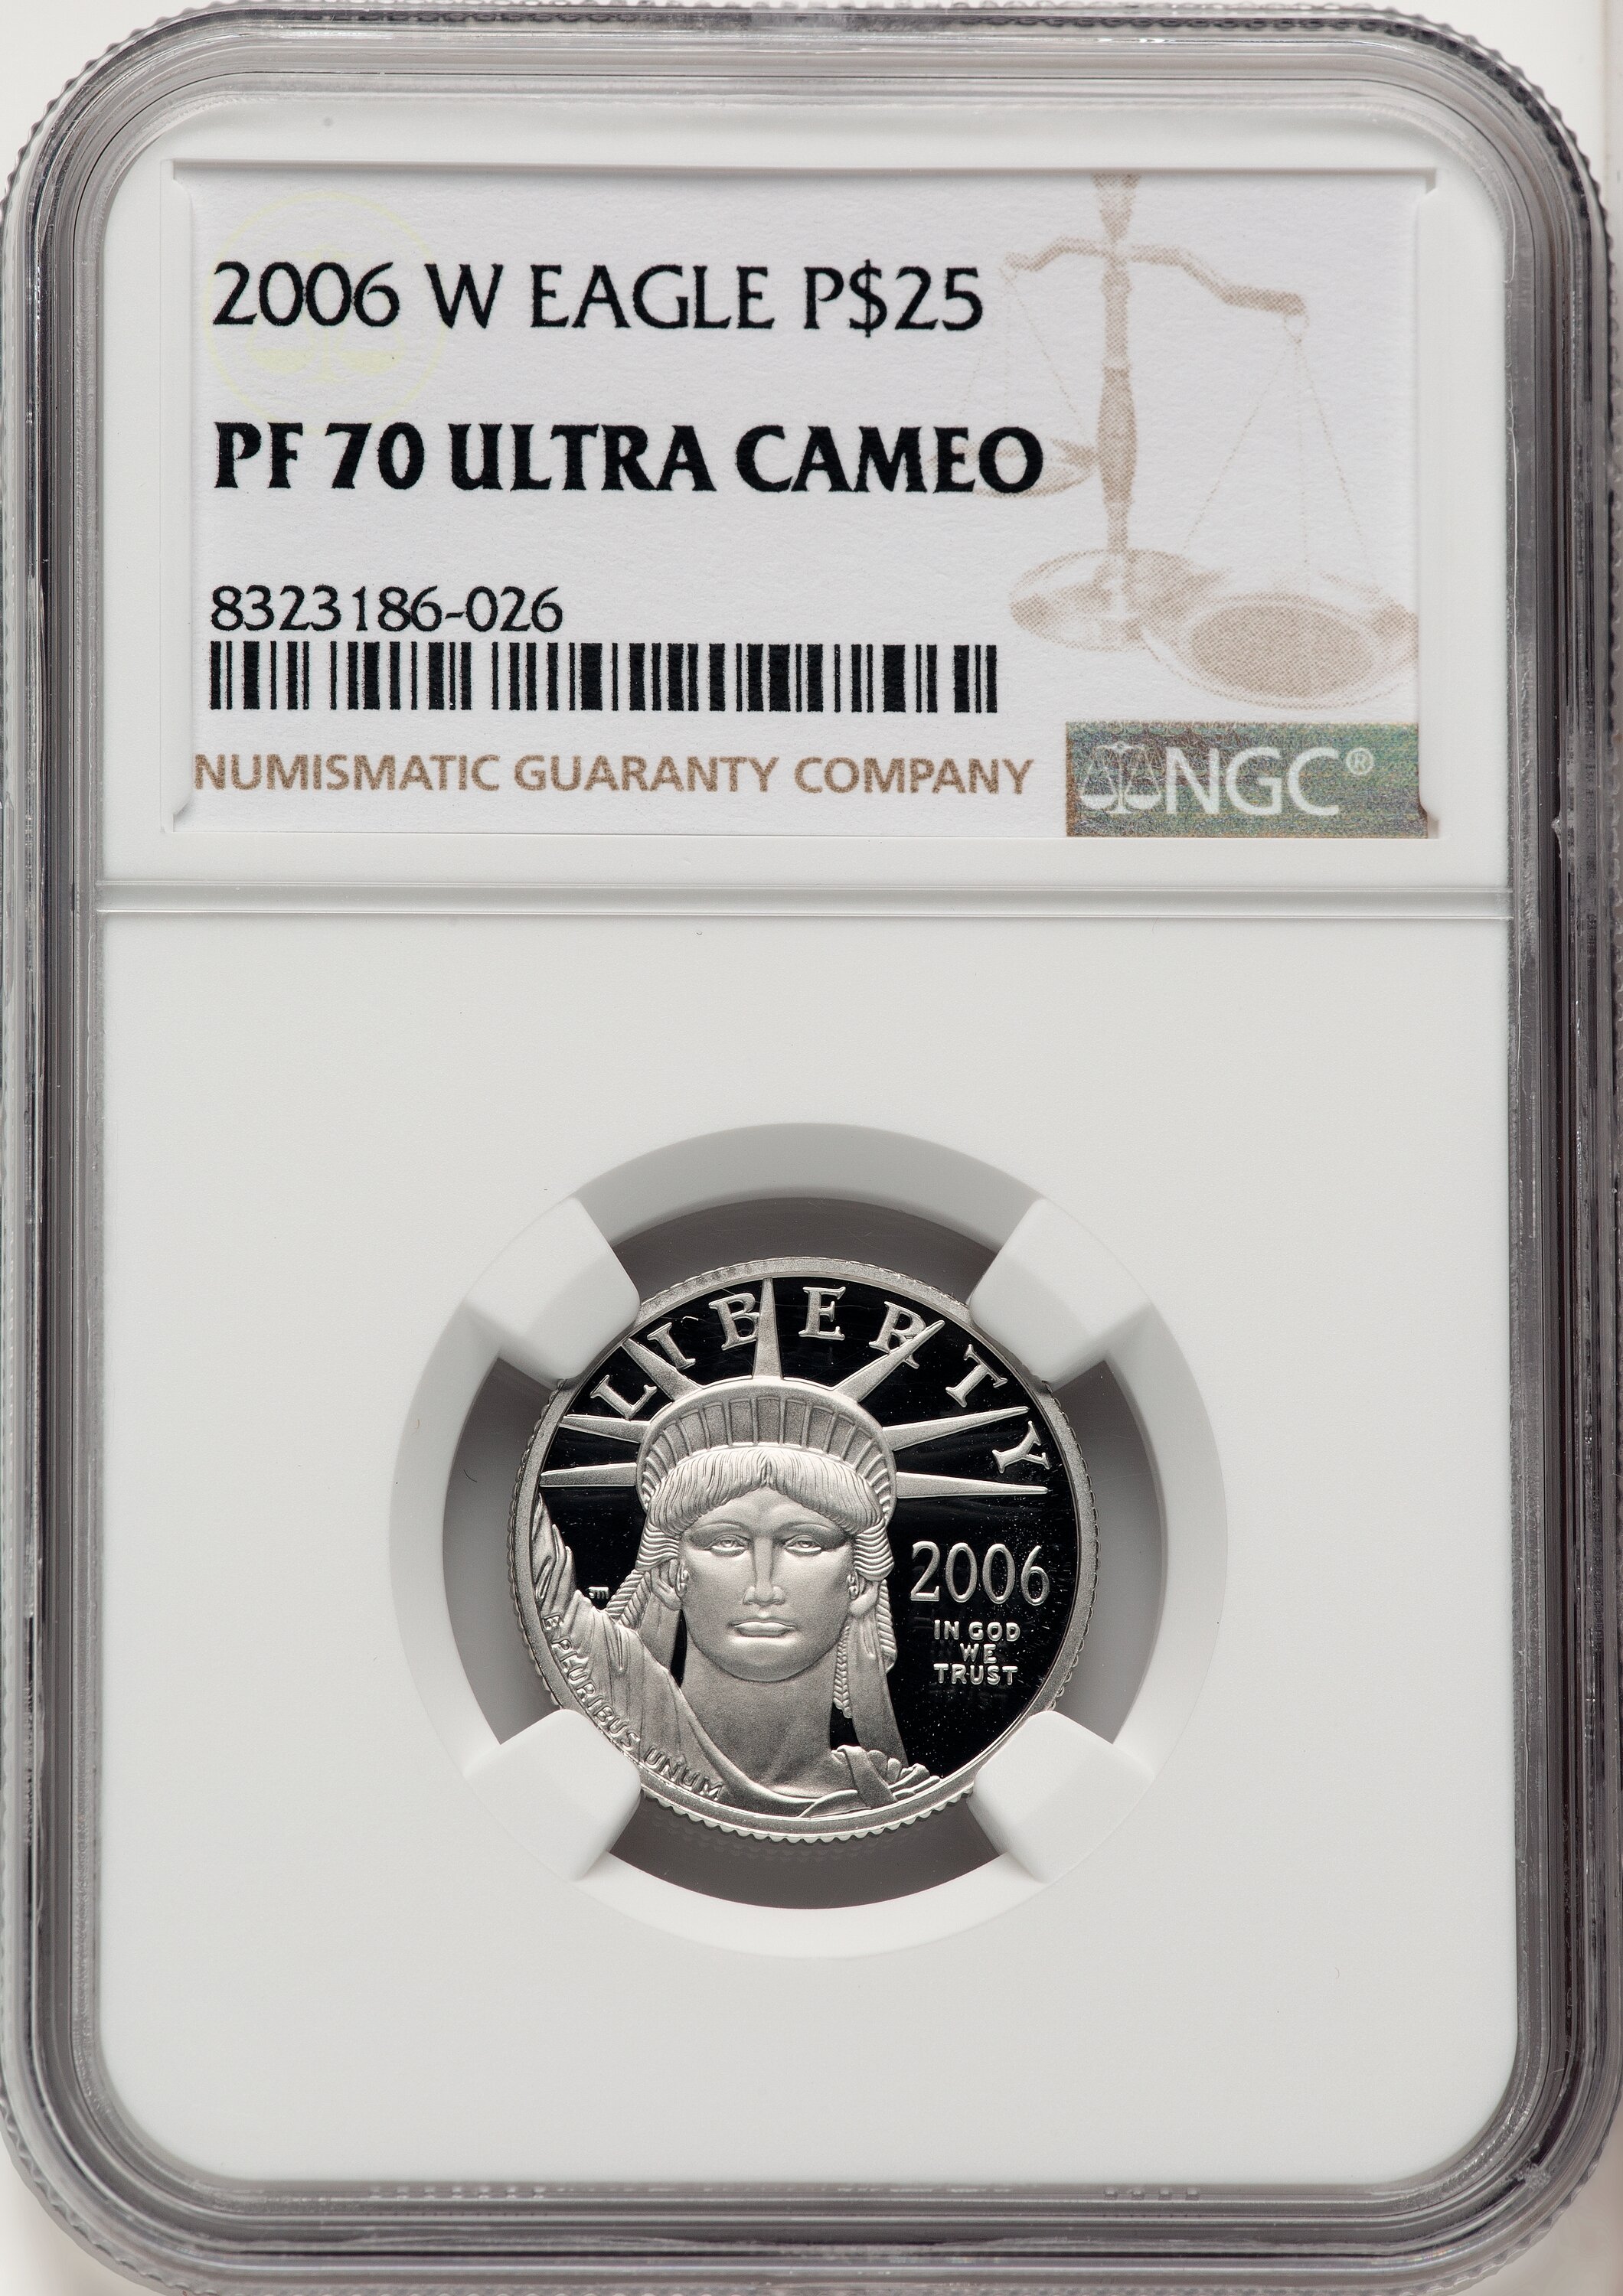 2006 W EAGLE P$25
PF 70 ULTRA CAMEO
8323186-026
NUMISMATIC GUARANTY COMPANY
NGC®
LIBERTY
2006
IN GOD
WE
TRUST
E PLURIBUS UNUM